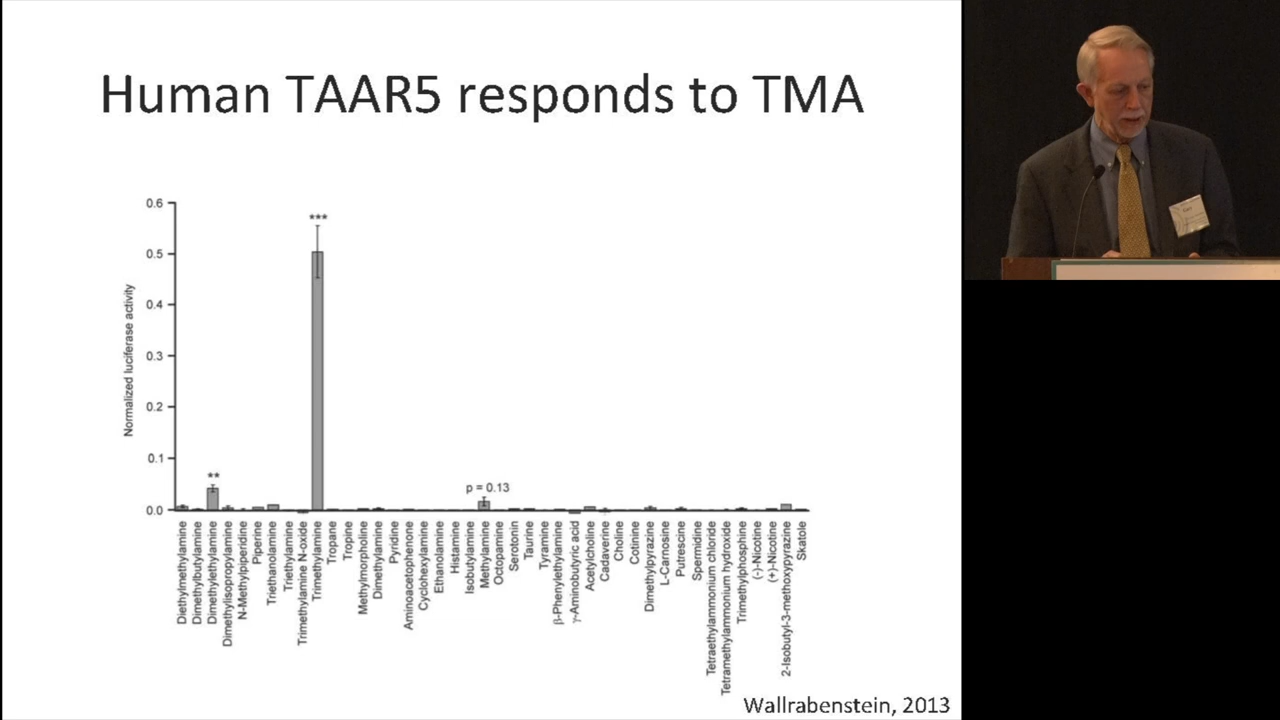 Human TAAR5 responds to TMA
Normalized luciferase activity
0.6
0.5
0.4
0.3
0.2
0.1
0.0
**
***
p = 0.13
Diethylmethylamine
Dimethylbutylamine
Dimethylethylamine
Dimethylisopropylamine
N-Methylpiperidine
Piperine
Triethanolamine
Triethylamine
Trimethylamine N-oxide
Trimethylamine
Tropane
Tropine
Methylmorpholine
Dimethylamine
Pyridine
Aminoacetophenone
Cyclohexylamine
Ethanolamine
Histamine
Isobutylamine
Methylamine
Octopamine
Serotonin
Taurine
Tyramine
β-Phenylethylamine
γ-Aminobutyric acid
Acetylcholine
Cadaverine
Choline
Cotinine
Dimethylpyrazine
L-Carnosine
Putrescine
Spermidine
Tetraethylammonium chloride
Tetramethylammonium hydroxide
Trimethylphosphine
(-)-Nicotine
(+)-Nicotine
2-Isobutyl-3-methoxypyrazine
Skatole
Wallrabenstein, 2013